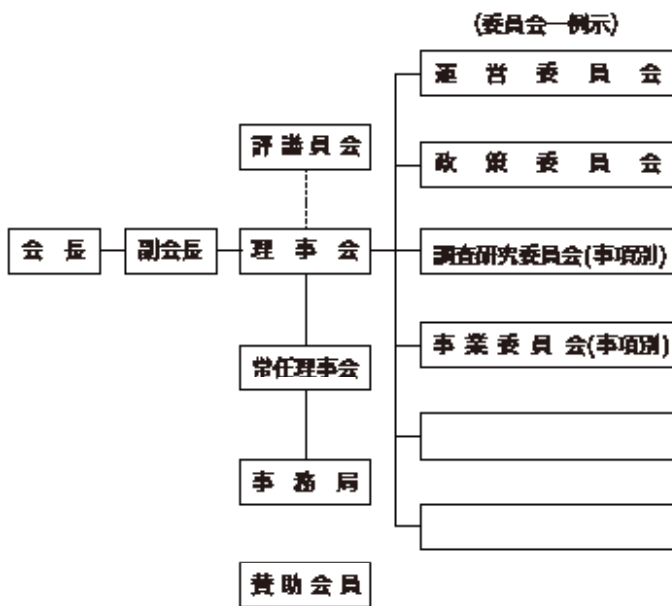 (委員会一例示)
運営委員会
評議員会
政策委員会
会長
副会長
理事会
調査研究委員会(事項別)
常任理事会
事業委員会(事項別)
事務局
賛助会員